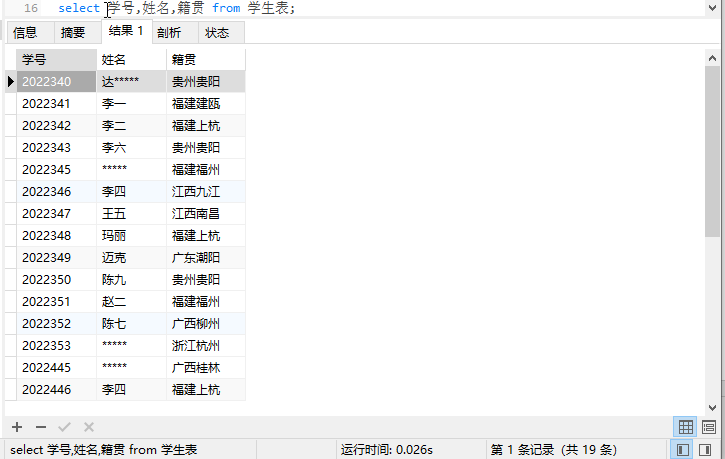 16 select 学号,姓名,籍贯 from 学生表;
信息 摘要 结果 1 剖析 状态
学号 姓名 籍贯
2022340 达***** 贵州贵阳
2022341 李一 福建建瓯
2022342 李二 福建上杭
2022343 李六 贵州贵阳
2022345 ***** 福建福州
2022346 李四 江西九江
2022347 王五 江西南昌
2022348 玛丽 福建上杭
2022349 迈克 广东潮阳
2022350 陈九 贵州贵阳
2022351 赵二 福建福州
2022352 陈七 广西柳州
2022353 ***** 浙江杭州
2022445 ***** 广西桂林
2022446 李四 福建上杭
select 学号,姓名,籍贯 from 学生表 运行时间: 0.026s 第 1 条记录 (共 19 条)